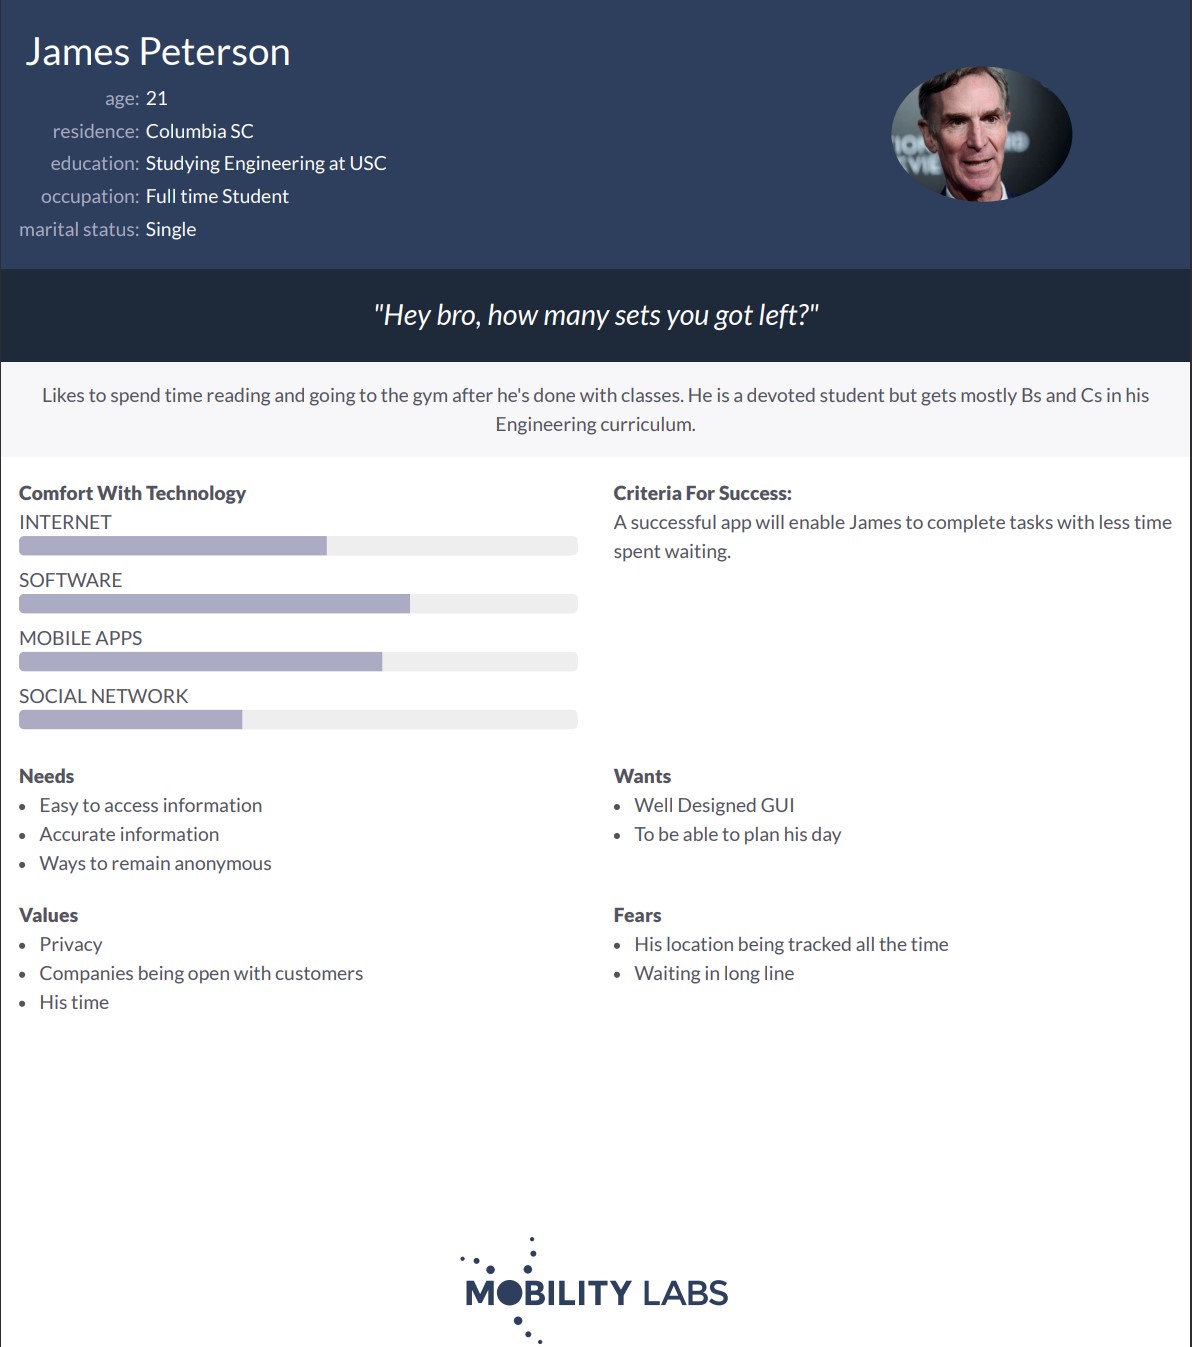 James Peterson
age: 21
residence: Columbia SC
education: Studying Engineering at USC
occupation: Full time Student
marital status: Single
"Hey bro, how many sets you got left?"
Likes to spend time reading and going to the gym after he's done with classes. He is a devoted student but gets mostly Bs and Cs in his
Engineering curriculum.
Comfort With Technology
INTERNET
SOFTWARE
MOBILE APPS
SOCIAL NETWORK
Criteria For Success:
A successful app will enable James to complete tasks with less time
spent waiting.
Needs
• Easy to access information
• Accurate information
• Ways to remain anonymous
Wants
• Well Designed GUI
• To be able to plan his day
Values
• Privacy
• Companies being open with customers
• His time
Fears
• His location being tracked all the time
• Waiting in long line
MOBILITY LABS